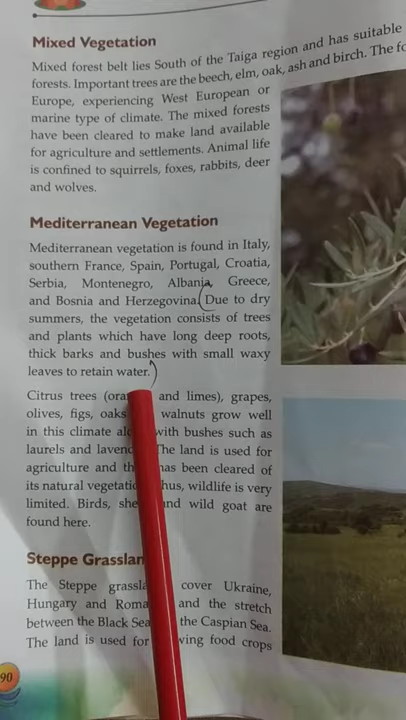 Mixed Vegetation
Mixed forest belt lies South of the Taiga region and has suitable
forests. Important trees are the beech, elm, oak, ash and birch. The fo
Europe, experiencing West European or
marine type of climate. The mixed forests
have been cleared to make land available
for agriculture and settlements. Animal life
is confined to squirrels, foxes, rabbits, deer
and wolves.
Mediterranean Vegetation
Mediterranean vegetation is found in Italy,
southern France, Spain, Portugal, Croatia,
Serbia, Montenegro, Albania, Greece,
and Bosnia and Herzegovina. Due to dry
summers, the vegetation consists of trees
and plants which have long deep roots,
thick barks and bushes with small waxy
leaves to retain water.
Citrus trees (ora and limes), grapes,
olives, figs, oaks walnuts grow well
in this climate alo with bushes such as
laurels and lavend The land is used for
agriculture and th has been cleared of
its natural vegetatio hus, wildlife is very
limited. Birds, she nd wild goat are
found here.
Steppe Grasslan
The Steppe grassla cover Ukraine,
Hungary and Roma and the stretch
between the Black Sea the Caspian Sea.
The land is used for wing food crops
90